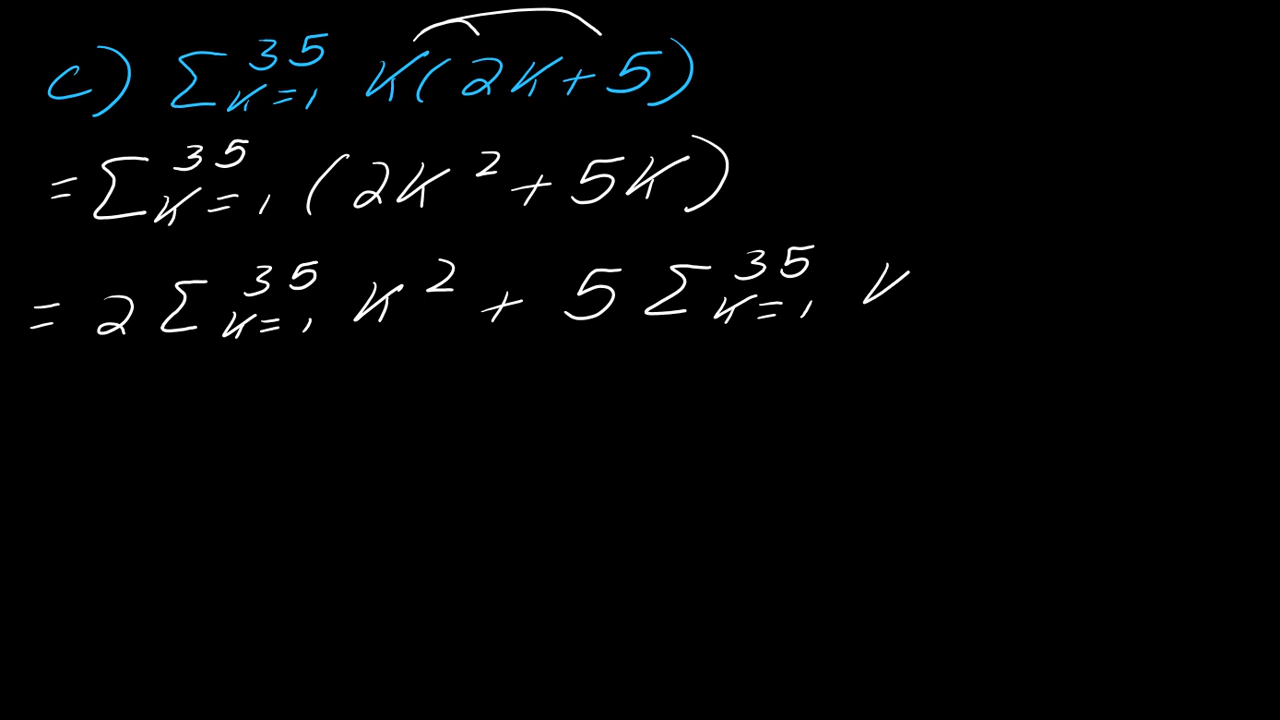 c) Σ_{k=1}^{35} k(2k+5)
= Σ_{k=1}^{35} (2k² + 5k)
= 2 Σ_{k=1}^{35} k² + 5 Σ_{k=1}^{35} k